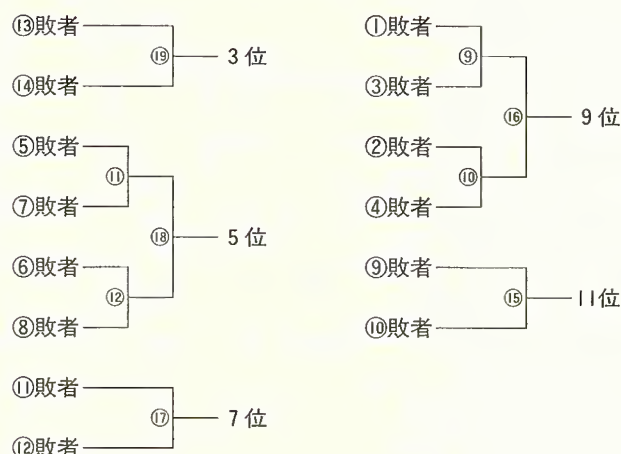 ⑬敗者
⑲ 3位
⑭敗者
⑤敗者
⑪
⑦敗者
⑱ 5位
⑥敗者
⑫
⑧敗者
⑪敗者
⑰ 7位
⑫敗者
①敗者
⑨
③敗者
⑯ 9位
②敗者
⑩
④敗者
⑨敗者
⑮ 11位
⑩敗者